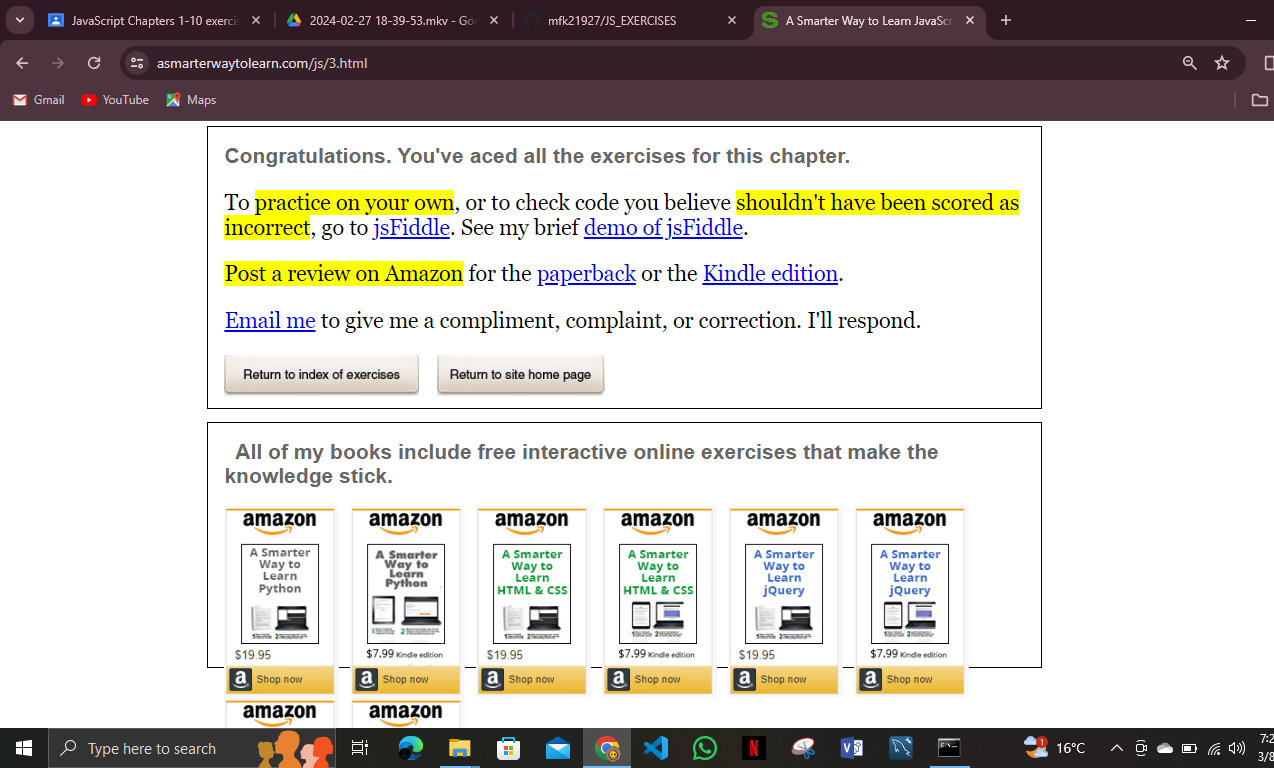 JavaScript Chapters 1-10 exercis
2024-02-27 18-39-53.mkv - Goo
mfk21927/JS_EXERCISES
A Smarter Way to Learn JavaScr
asmarterwaytolearn.com/js/3.html
Gmail YouTube Maps
Congratulations. You've aced all the exercises for this chapter.
To practice on your own, or to check code you believe shouldn't have been scored as
incorrect, go to jsFiddle. See my brief demo of jsFiddle.
Post a review on Amazon for the paperback or the Kindle edition.
Email me to give me a compliment, complaint, or correction. I'll respond.
Return to index of exercises Return to site home page
All of my books include free interactive online exercises that make the
knowledge stick.
amazon amazon amazon amazon amazon amazon
A Smarter A Smarter A Smarter A Smarter A Smarter A Smarter
Way to Way to Way to Way to Way to Way to
Learn Learn Learn Learn Learn Learn
Python Python HTML & CSS HTML & CSS jQuery jQuery
$19.95 $7.99 Kindle edition $19.95 $7.99 Kindle edition $19.95 $7.99 Kindle edition
a Shop now a Shop now a Shop now a Shop now a Shop now a Shop now
amazon amazon
Type here to search
16°C
7:2
3/8